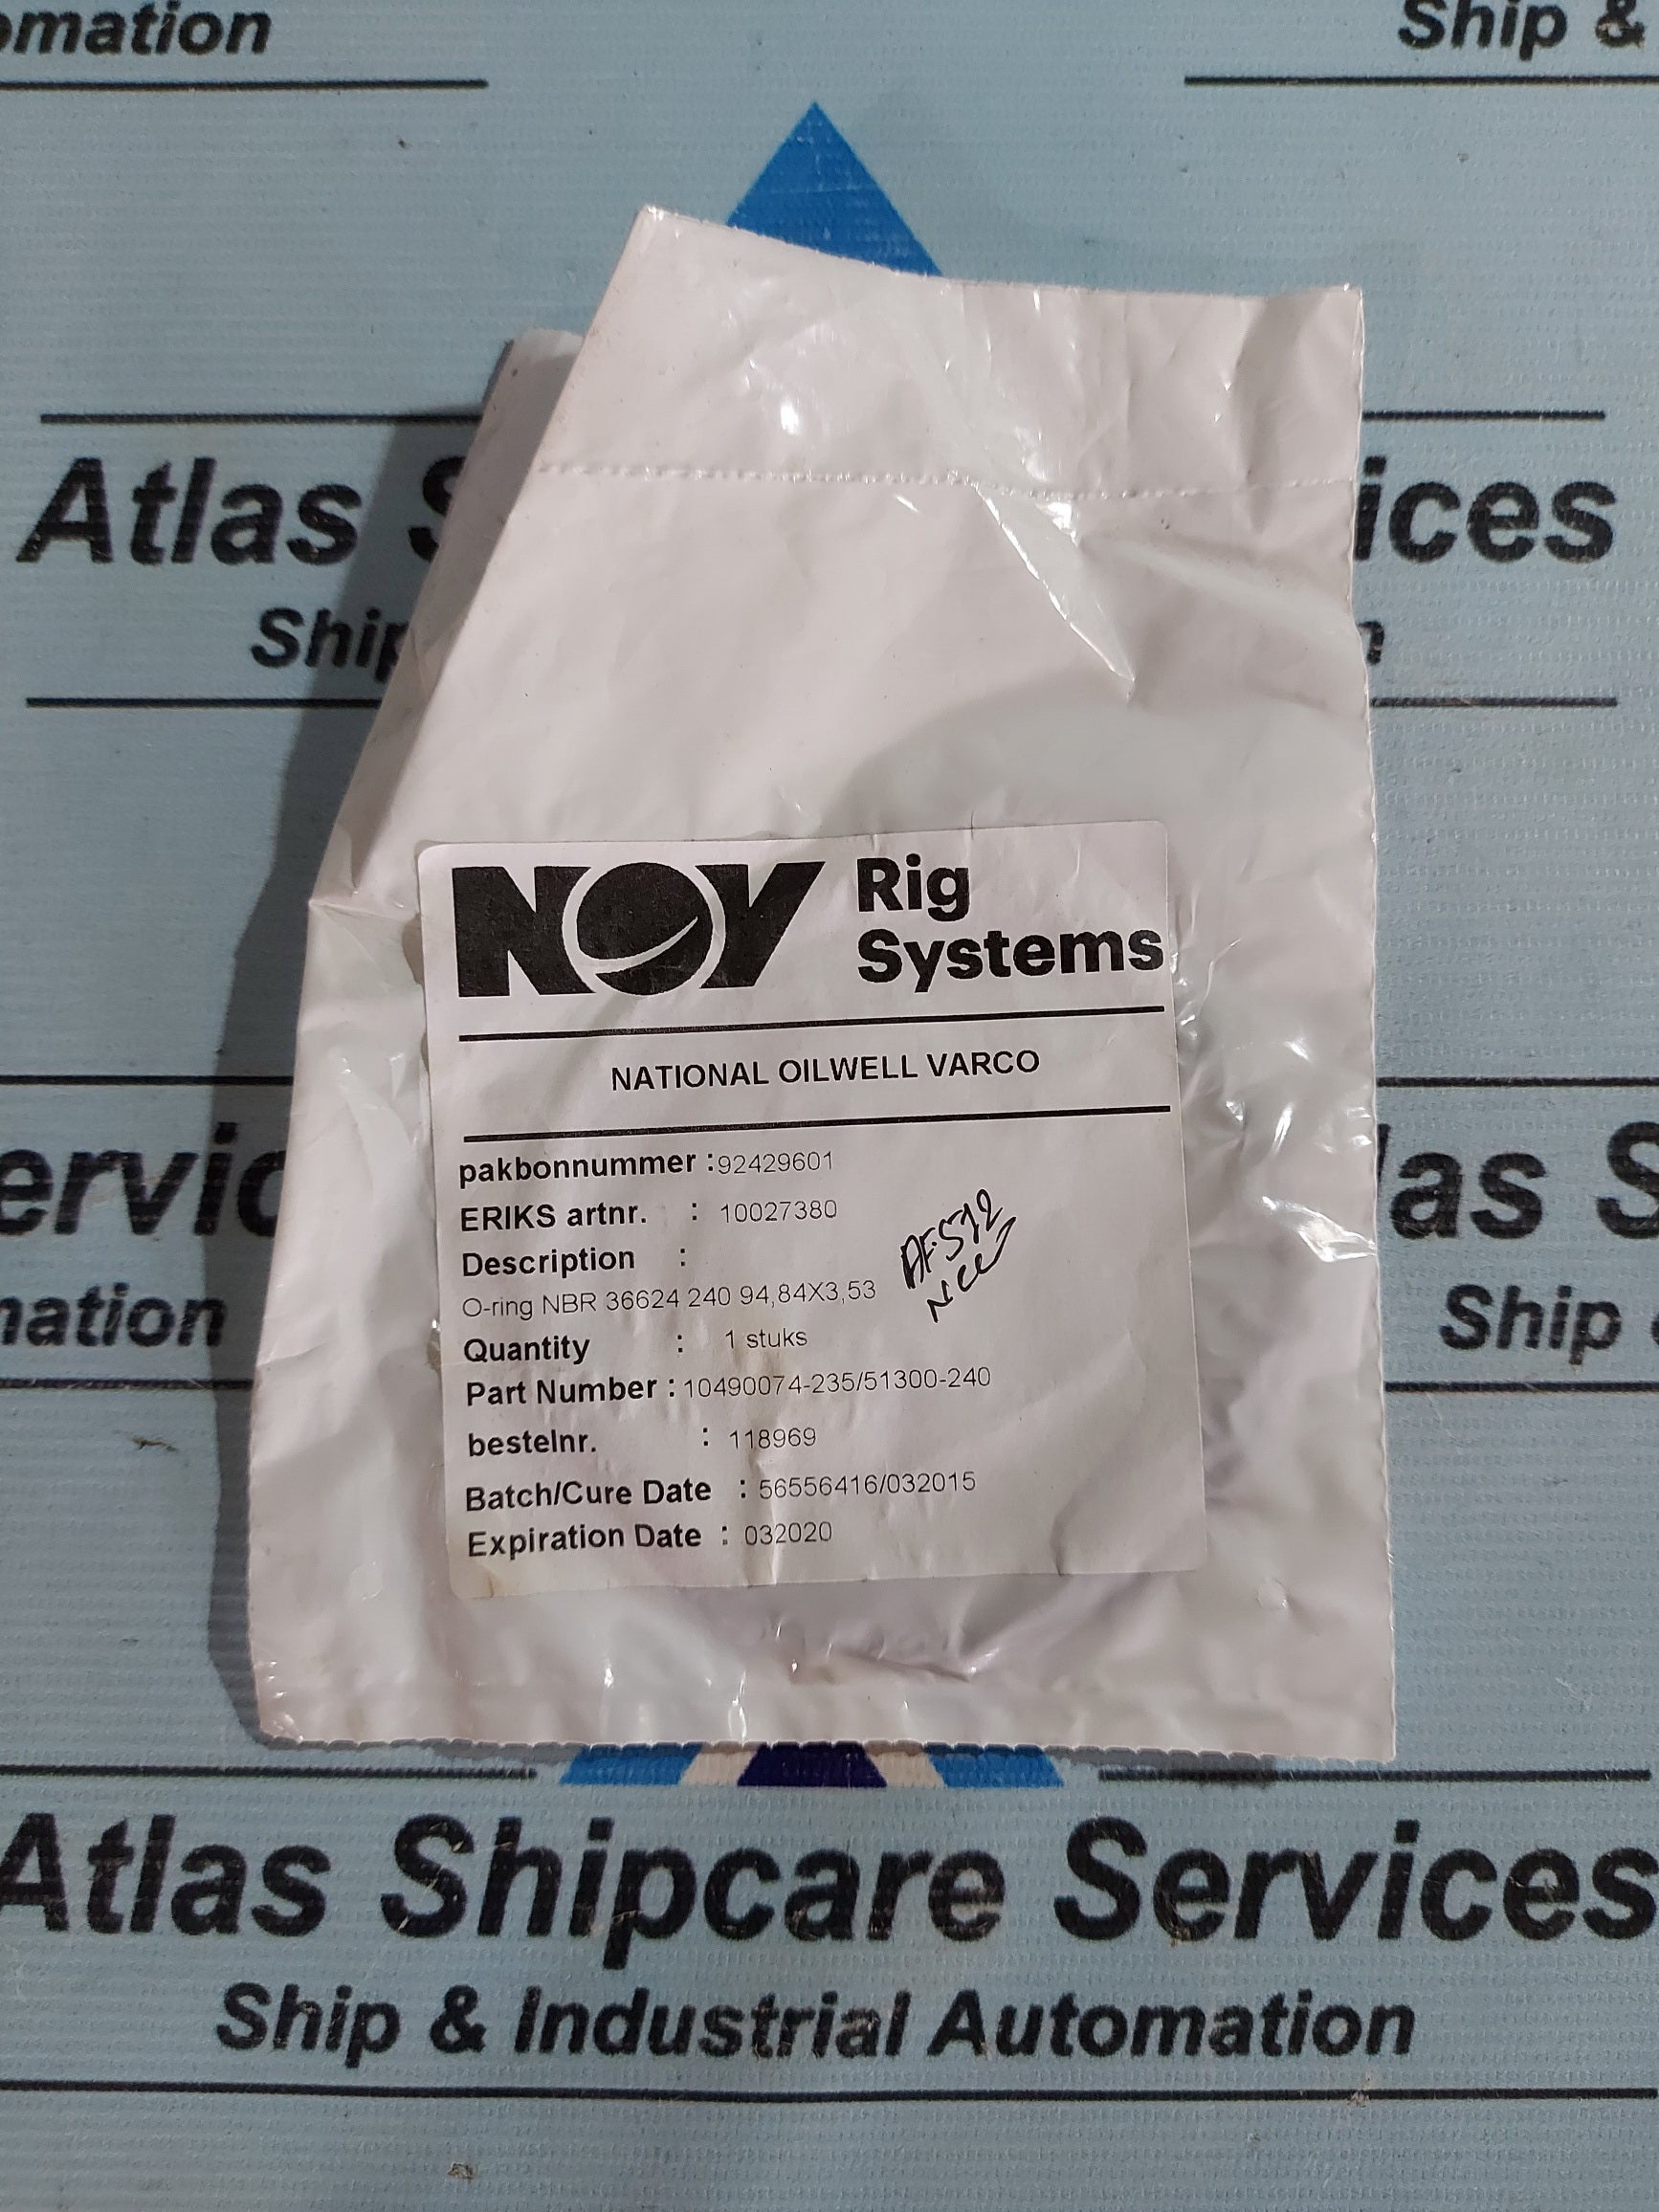 omation
Ship &
Atlas S
ices
Ship
n
NOV Rig
Systems
NATIONAL OILWELL VARCO
pakbonnummer :92429601
ERIKS artnr. : 10027380
Description :
O-ring NBR 36624 240 94,84X3,53
Quantity : 1 stuks
Part Number : 10490074-235/51300-240
bestelnr. : 118969
Batch/Cure Date : 56556416/032015
Expiration Date : 032020
ervic
las S
mation
Ship
Atlas Shipcare Services
Ship & Industrial Automation